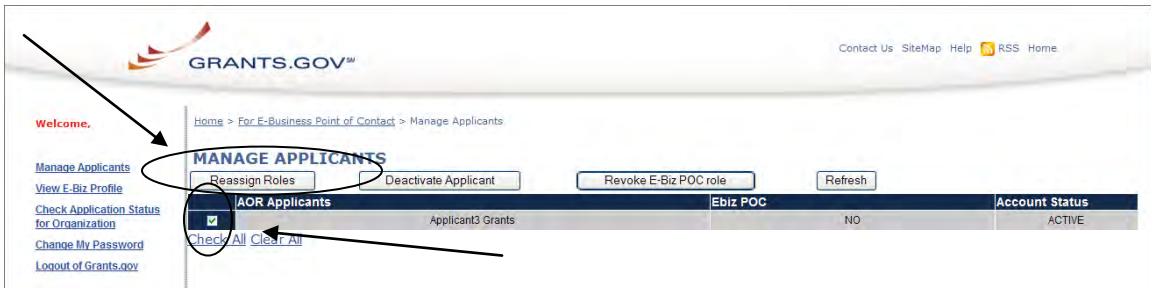 Contact Us SiteMap Help RSS Home
GRANTS.GOV℠
Welcome,
Home > For E-Business Point of Contact > Manage Applicants
Manage Applicants
View E-Biz Profile
Check Application Status
for Organization
Change My Password
Logout of Grants.gov
MANAGE APPLICANTS
Reassign Roles Deactivate Applicant Revoke E-Biz POC role Refresh
AOR Applicants Ebiz POC Account Status
Applicant3 Grants NO ACTIVE
Check All Clear All